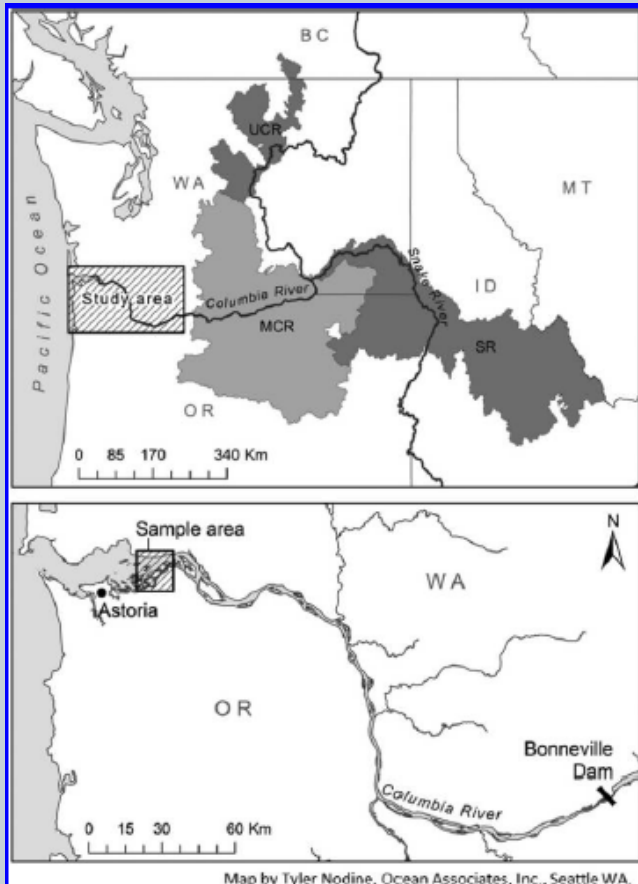 BC
UCR
WA
MT
Pacific Ocean
Snake River
ID
Study area
Columbia River
MCR
SR
OR
0 85 170 340 Km
Sample area
N
WA
Astoria
OR
Bonneville
Dam
Columbia River
0 15 30 60 Km
Map by Tyler Nodine, Ocean Associates, Inc., Seattle WA.